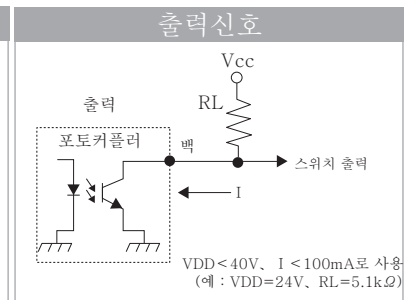 출력신호
Vcc
RL
출력
포토커플러
백
스위치 출력
I
VDD<40V、I<100mA로 사용
(예：VDD=24V、RL=5.1kΩ)